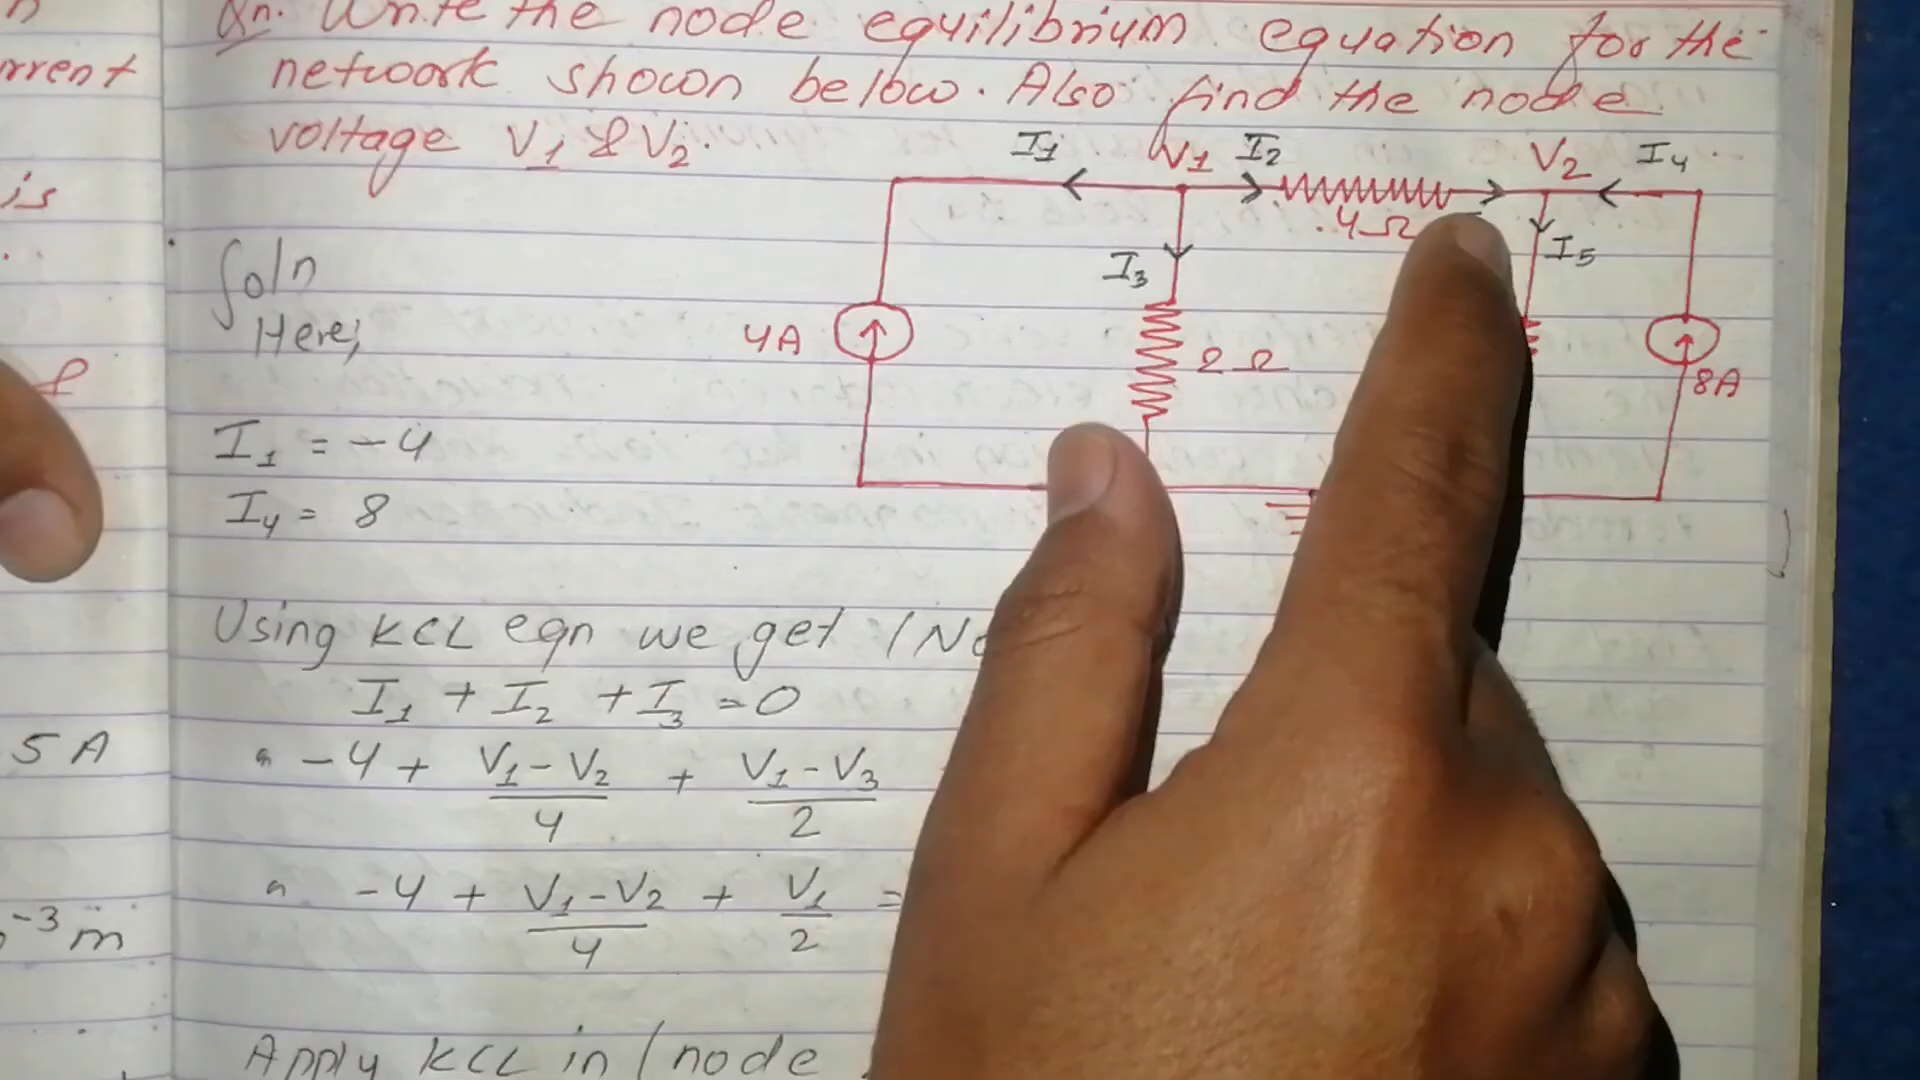 Qn. Write the node equilibrium equation for the
network shown below. Also find the node
voltage V1 & V2.
I1 V1 I2 V2 I4
4Ω
I3 I5
Soln
Here;
4A 2Ω 8A
I1 = -4
I4 = 8
Using KCL eqn we get (No
I1 + I2 + I3 = 0
-4 + V1 - V2 / 4 + V1 - V3 / 2
-4 + V1 - V2 / 4 + V1 / 2 =
Apply KCL in (node
rrent
is
5 A
-3 m